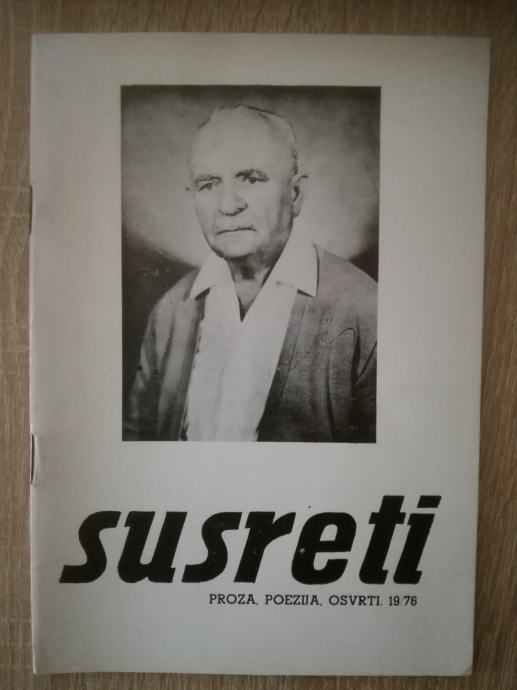 susreti
PROZA, POEZIJA, OSVRTI. 19/76